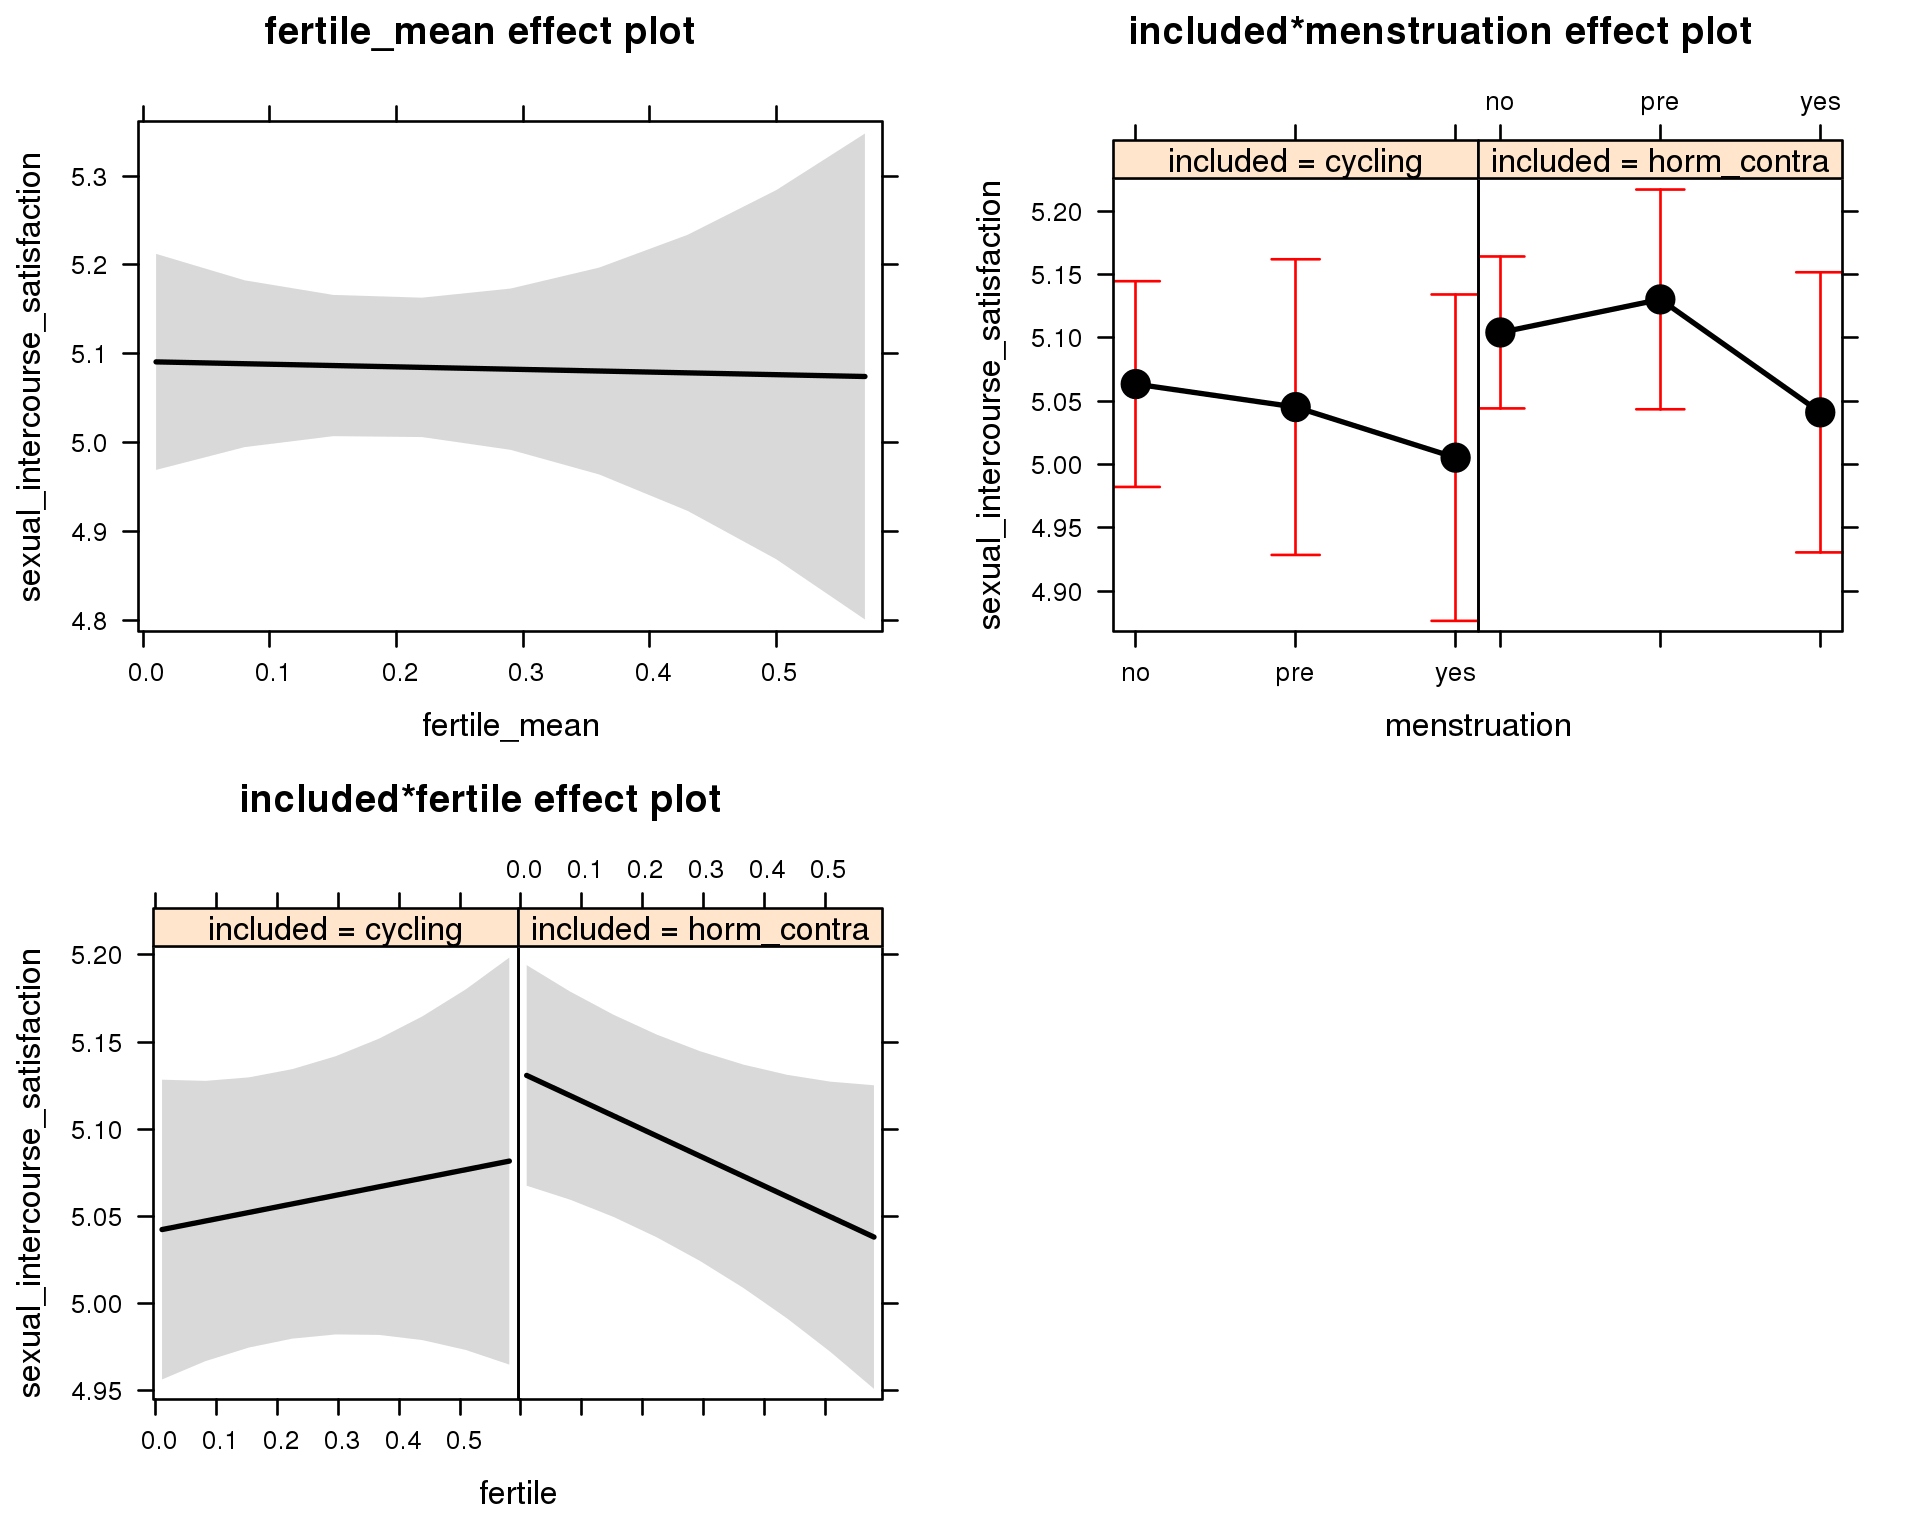 fertile_mean effect plot
sexual_intercourse_satisfaction
5.3
5.2
5.1
5.0
4.9
4.8
0.0 0.1 0.2 0.3 0.4 0.5
fertile_mean
included*menstruation effect plot
no pre yes
included = cycling included = horm_contra
sexual_intercourse_satisfaction
5.20
5.15
5.10
5.05
5.00
4.95
4.90
no pre yes
menstruation
included*fertile effect plot
0.0 0.1 0.2 0.3 0.4 0.5
included = cycling included = horm_contra
sexual_intercourse_satisfaction
5.20
5.15
5.10
5.05
5.00
4.95
0.0 0.1 0.2 0.3 0.4 0.5
fertile